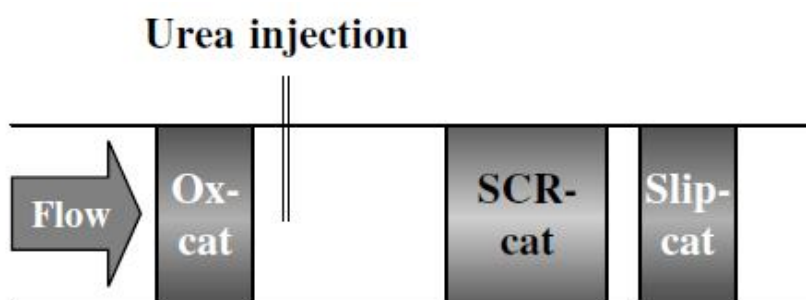 Urea injection
Flow
Ox-
cat
SCR-
cat
Slip-
cat